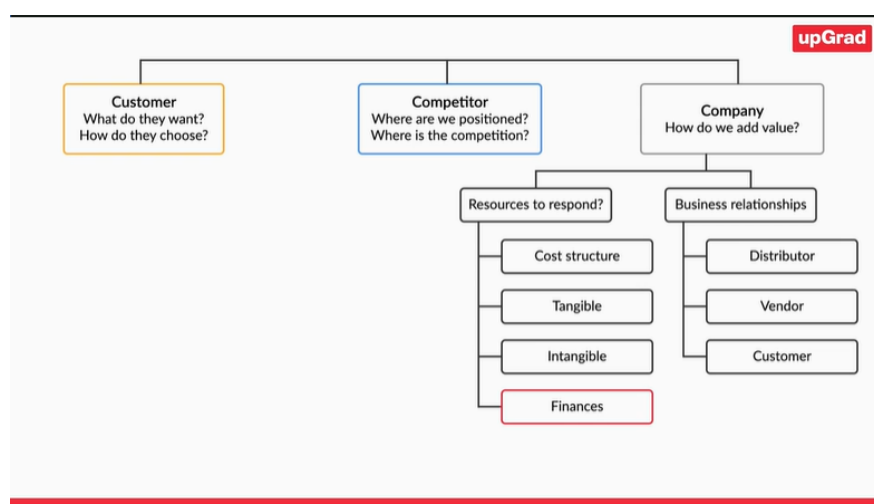 upGrad
Customer
What do they want?
How do they choose?
Competitor
Where are we positioned?
Where is the competition?
Company
How do we add value?
Resources to respond?
Business relationships
Cost structure
Distributor
Tangible
Vendor
Intangible
Customer
Finances